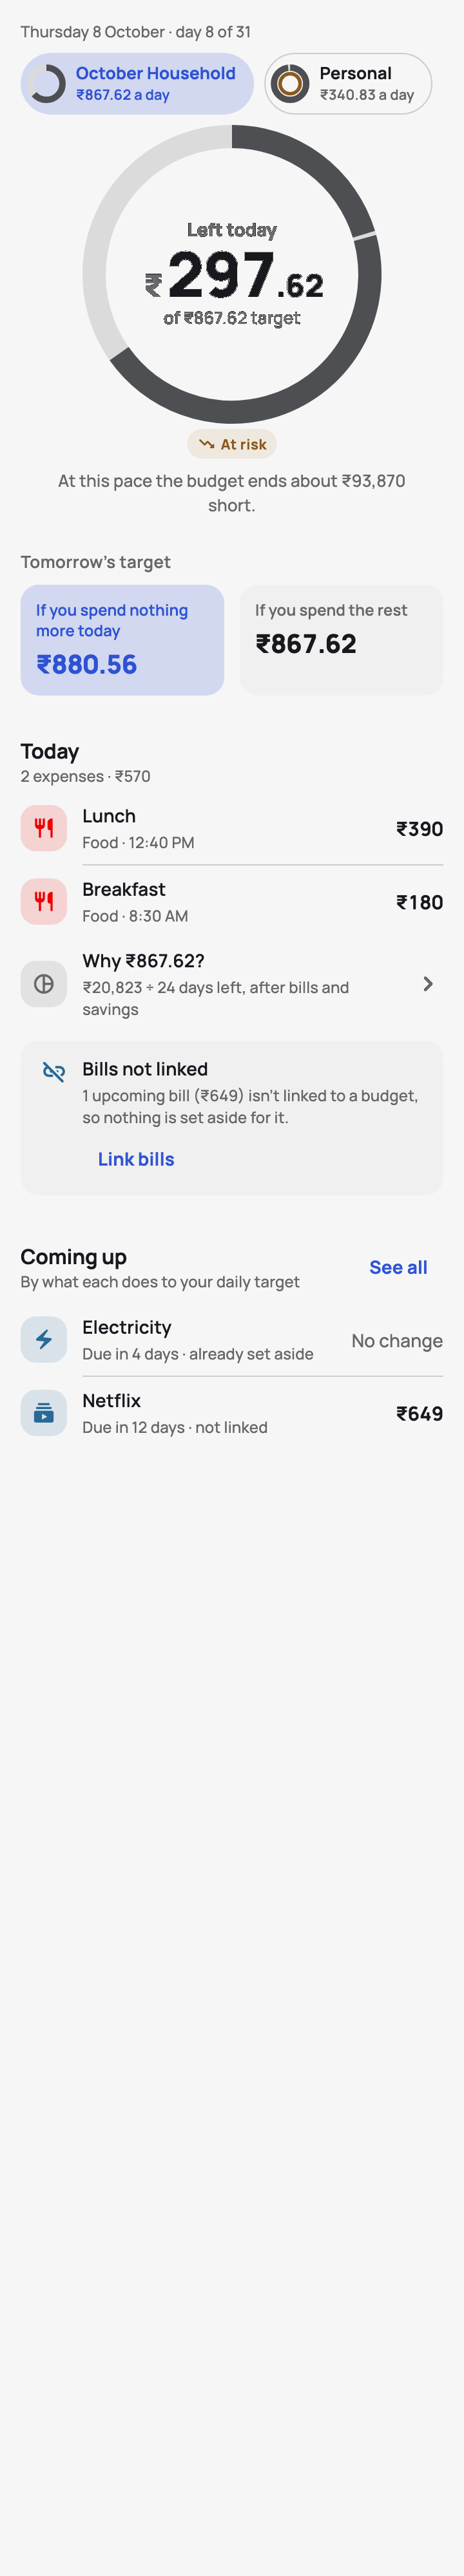 Thursday 8 October · day 8 of 31
October Household
₹867.62 a day
Personal
₹340.83 a day
Left today
₹297.62
of ₹867.62 target
At risk
At this pace the budget ends about ₹93,870
short.
Tomorrow's target
If you spend nothing
more today
₹880.56
If you spend the rest
₹867.62
Today
2 expenses · ₹570
Lunch
Food · 12:40 PM
₹390
Breakfast
Food · 8:30 AM
₹180
Why ₹867.62?
₹20,823 ÷ 24 days left, after bills and
savings
Bills not linked
1 upcoming bill (₹649) isn't linked to a budget,
so nothing is set aside for it.
Link bills
Coming up
By what each does to your daily target
See all
Electricity
Due in 4 days · already set aside
No change
Netflix
Due in 12 days · not linked
₹649